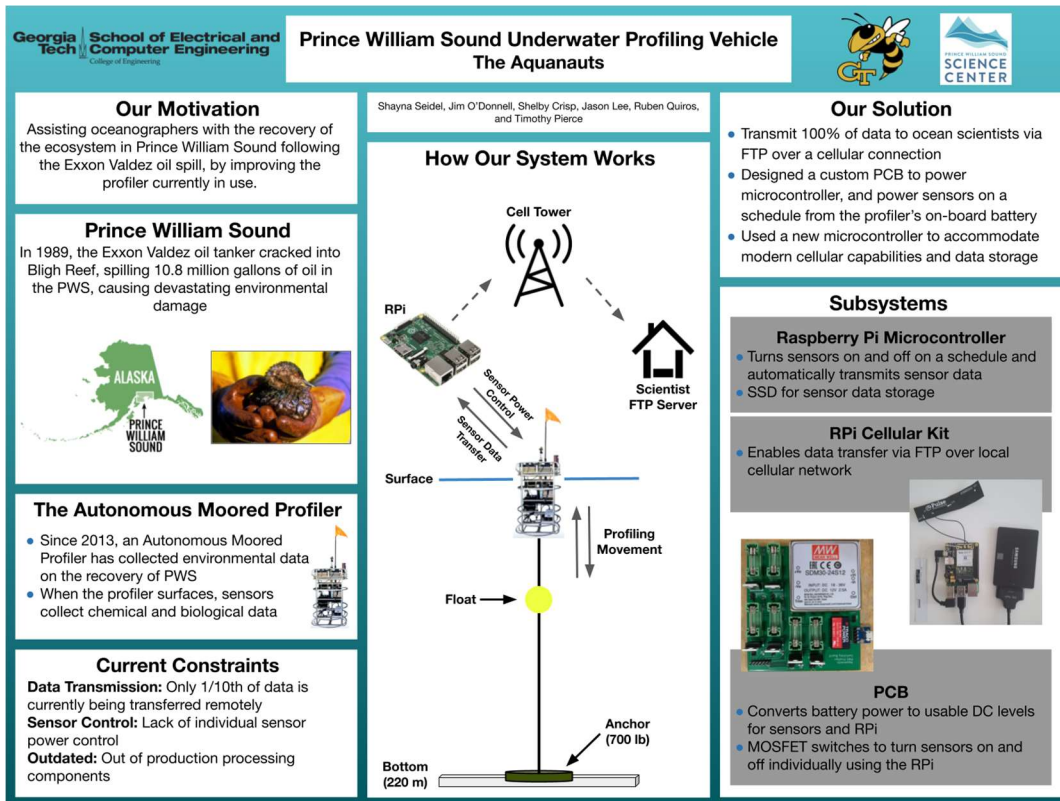 Georgia Tech
School of Electrical and
Computer Engineering
College of Engineering
Prince William Sound Underwater Profiling Vehicle
The Aquanauts
GT
PRINCE WILLIAM SOUND
SCIENCE
CENTER
Our Motivation
Assisting oceanographers with the recovery of
the ecosystem in Prince William Sound following
the Exxon Valdez oil spill, by improving the
profiler currently in use.
Prince William Sound
In 1989, the Exxon Valdez oil tanker cracked into
Bligh Reef, spilling 10.8 million gallons of oil in
the PWS, causing devastating environmental
damage
ALASKA
PRINCE
WILLIAM
SOUND
The Autonomous Moored Profiler
• Since 2013, an Autonomous Moored
Profiler has collected environmental data
on the recovery of PWS
• When the profiler surfaces, sensors
collect chemical and biological data
Current Constraints
Data Transmission: Only 1/10th of data is
currently being transferred remotely
Sensor Control: Lack of individual sensor
power control
Outdated: Out of production processing
components
Shayna Seidel, Jim O'Donnell, Shelby Crisp, Jason Lee, Ruben Quiros,
and Timothy Pierce
How Our System Works
Cell Tower
RPi
Scientist
FTP Server
Sensor Power
Control
Sensor Data
Transfer
Surface
Profiling
Movement
Float
Anchor
(700 lb)
Bottom
(220 m)
Our Solution
• Transmit 100% of data to ocean scientists via
FTP over a cellular connection
• Designed a custom PCB to power
microcontroller, and power sensors on a
schedule from the profiler's on-board battery
• Used a new microcontroller to accommodate
modern cellular capabilities and data storage
Subsystems
Raspberry Pi Microcontroller
• Turns sensors on and off on a schedule and
automatically transmits sensor data
• SSD for sensor data storage
RPi Cellular Kit
• Enables data transfer via FTP over local
cellular network
Pulse
SAMSUNG
MW
MEAN WELL
SDM30-24S12
PCB
• Converts battery power to usable DC levels
for sensors and RPi
• MOSFET switches to turn sensors on and
off individually using the RPi